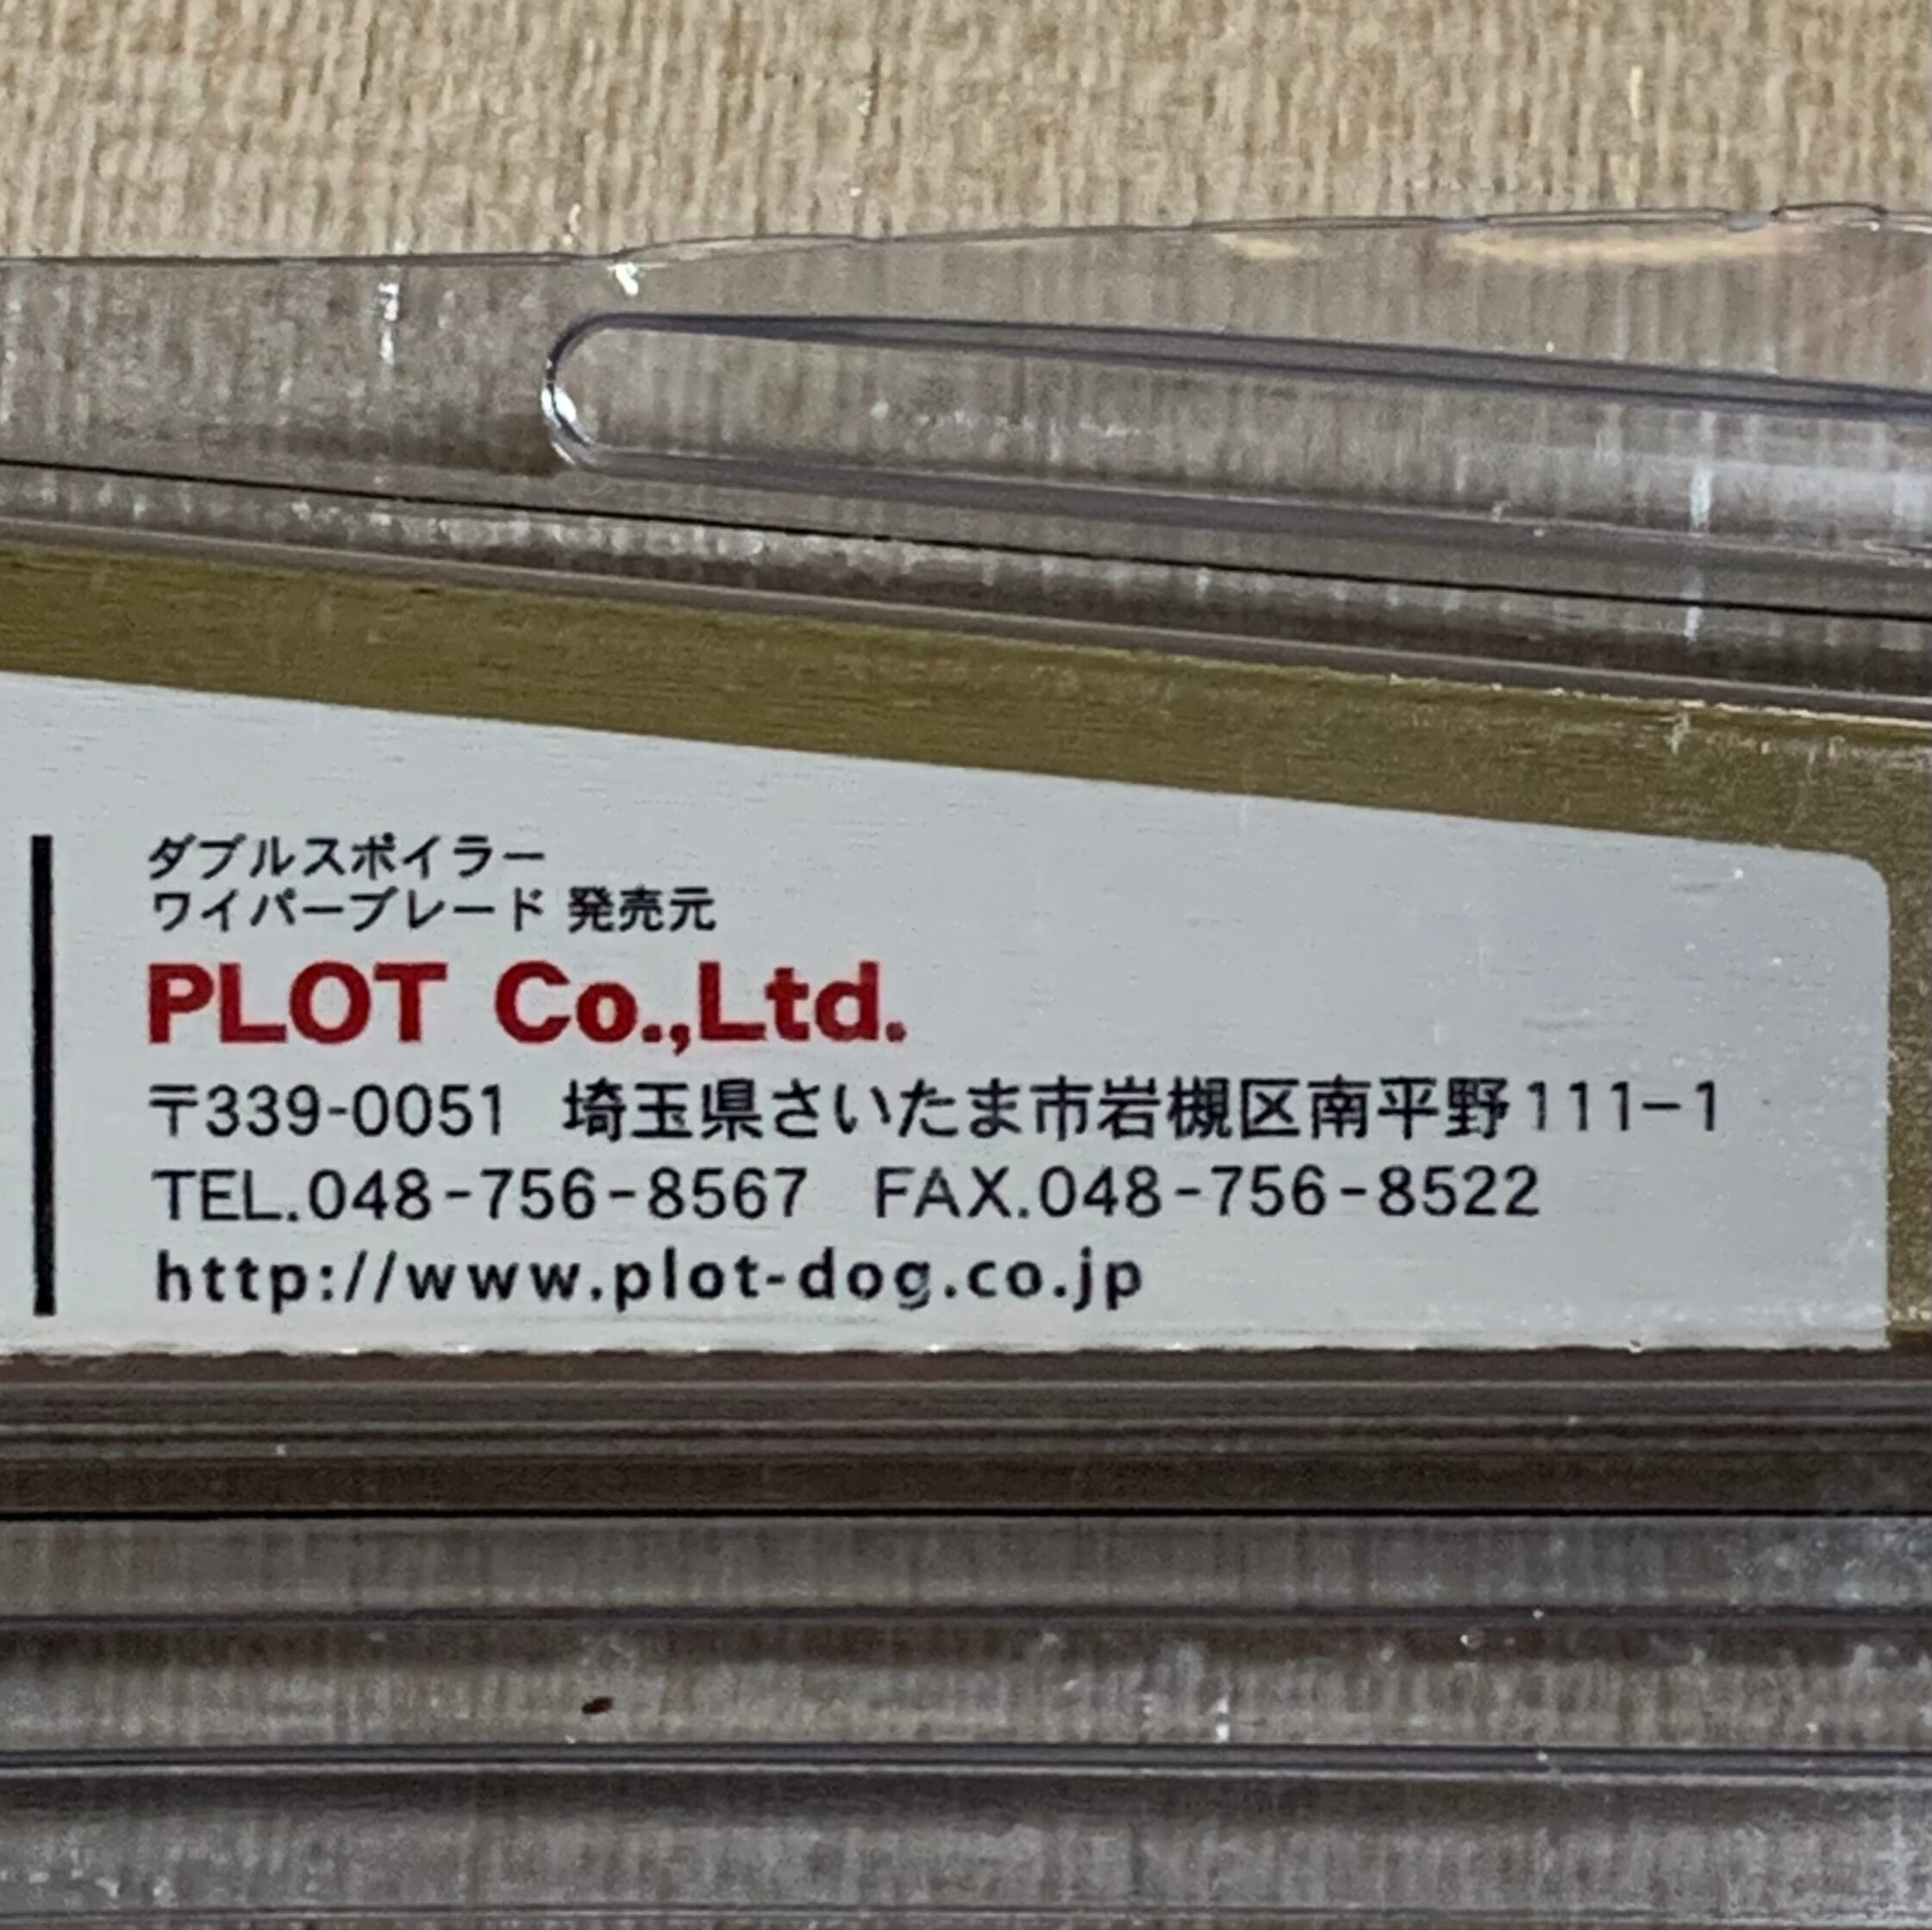 ダブルスポイラー
ワイパーブレード 発売元
PLOT Co.,Ltd.
〒339-0051 埼玉県さいたま市岩槻区南平野111-1
TEL.048-756-8567 FAX.048-756-8522
http://www.plot-dog.co.jp